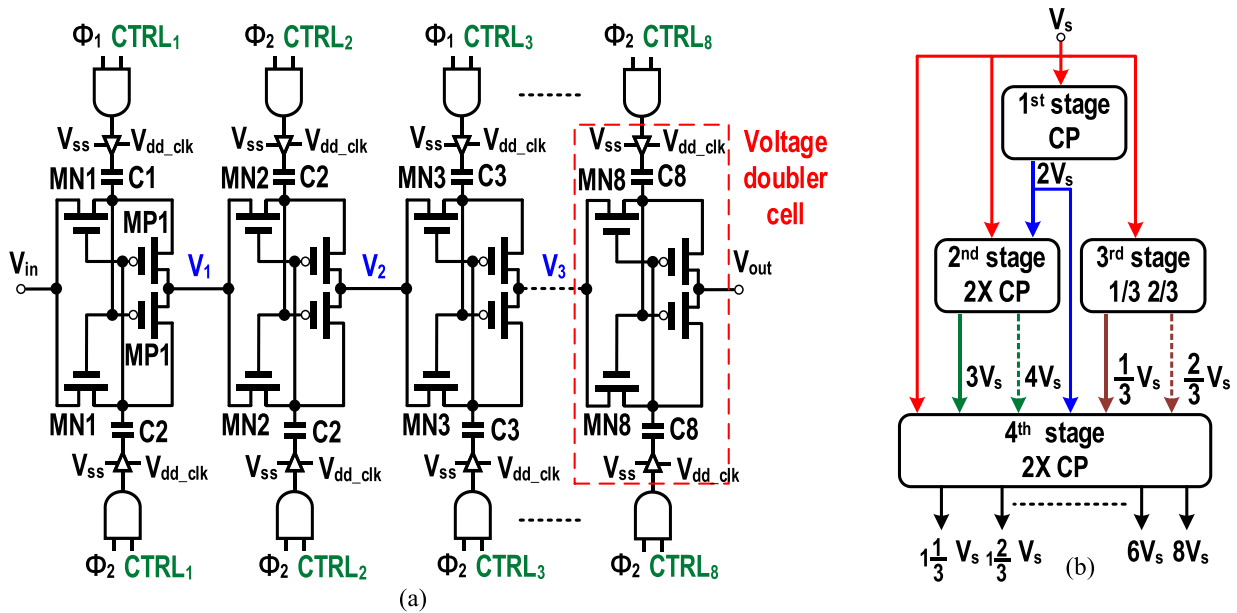 Φ1 CTRL1
Φ2 CTRL2
Φ1 CTRL3
Φ2 CTRL8
Vss
Vdd_clk
Vss
Vdd_clk
Vss
Vdd_clk
Vss
Vdd_clk
Voltage
doubler
cell
MN1
C1
MN2
C2
MN3
C3
MN8
C8
MP1
Vin
V1
V2
V3
Vout
MP1
MN1
C2
MN2
C2
MN3
C3
MN8
C8
Vss
Vdd_clk
Vss
Vdd_clk
Vss
Vdd_clk
Vss
Vdd_clk
Φ2 CTRL1
Φ2 CTRL2
Φ2 CTRL3
Φ2 CTRL8
(a)
Vs
1st stage
CP
2Vs
2nd stage
2X CP
3rd stage
1/3 2/3
3Vs
4Vs
1/3 Vs
2/3 Vs
4th stage
2X CP
1 1/3 Vs
1 2/3 Vs
6Vs
8Vs
(b)